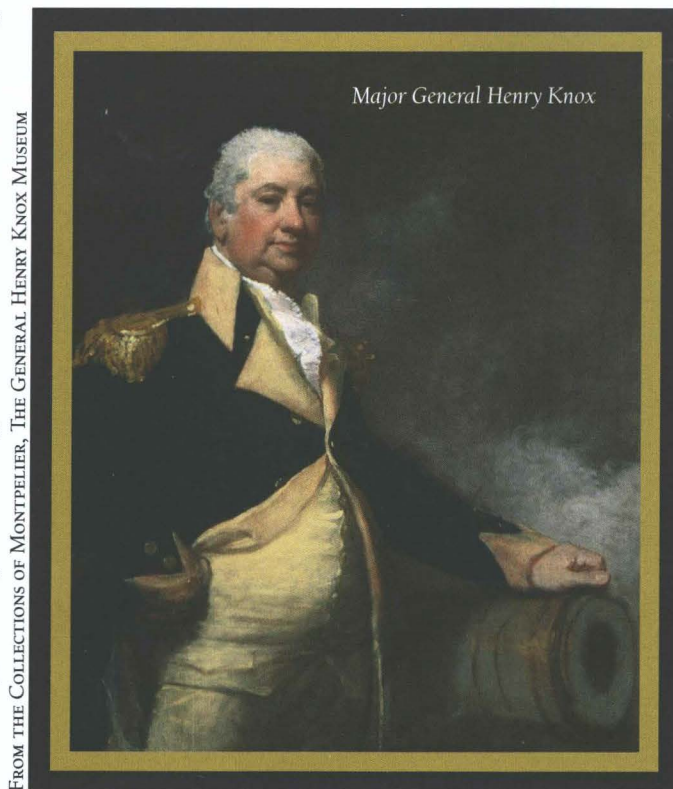 Major General Henry Knox
From the Collections of Montpelier, The General Henry Knox Museum